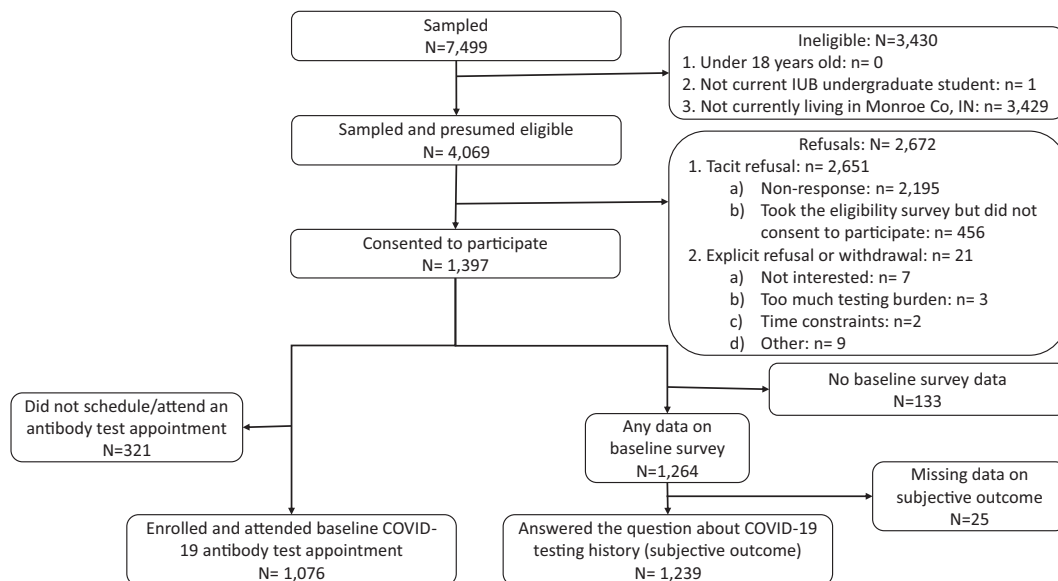 Sampled
N=7,499
Ineligible: N=3,430
1. Under 18 years old: n= 0
2. Not current IUB undergraduate student: n= 1
3. Not currently living in Monroe Co, IN: n= 3,429
Sampled and presumed eligible
N= 4,069
Refusals: N= 2,672
1. Tacit refusal: n= 2,651
a) Non-response: n= 2,195
b) Took the eligibility survey but did not
consent to participate: n= 456
2. Explicit refusal or withdrawal: n= 21
a) Not interested: n= 7
b) Too much testing burden: n= 3
c) Time constraints: n=2
d) Other: n= 9
Consented to participate
N= 1,397
No baseline survey data
N=133
Did not schedule/attend an
antibody test appointment
N=321
Any data on
baseline survey
N=1,264
Missing data on
subjective outcome
N=25
Enrolled and attended baseline COVID-
19 antibody test appointment
N= 1,076
Answered the question about COVID-19
testing history (subjective outcome)
N= 1,239